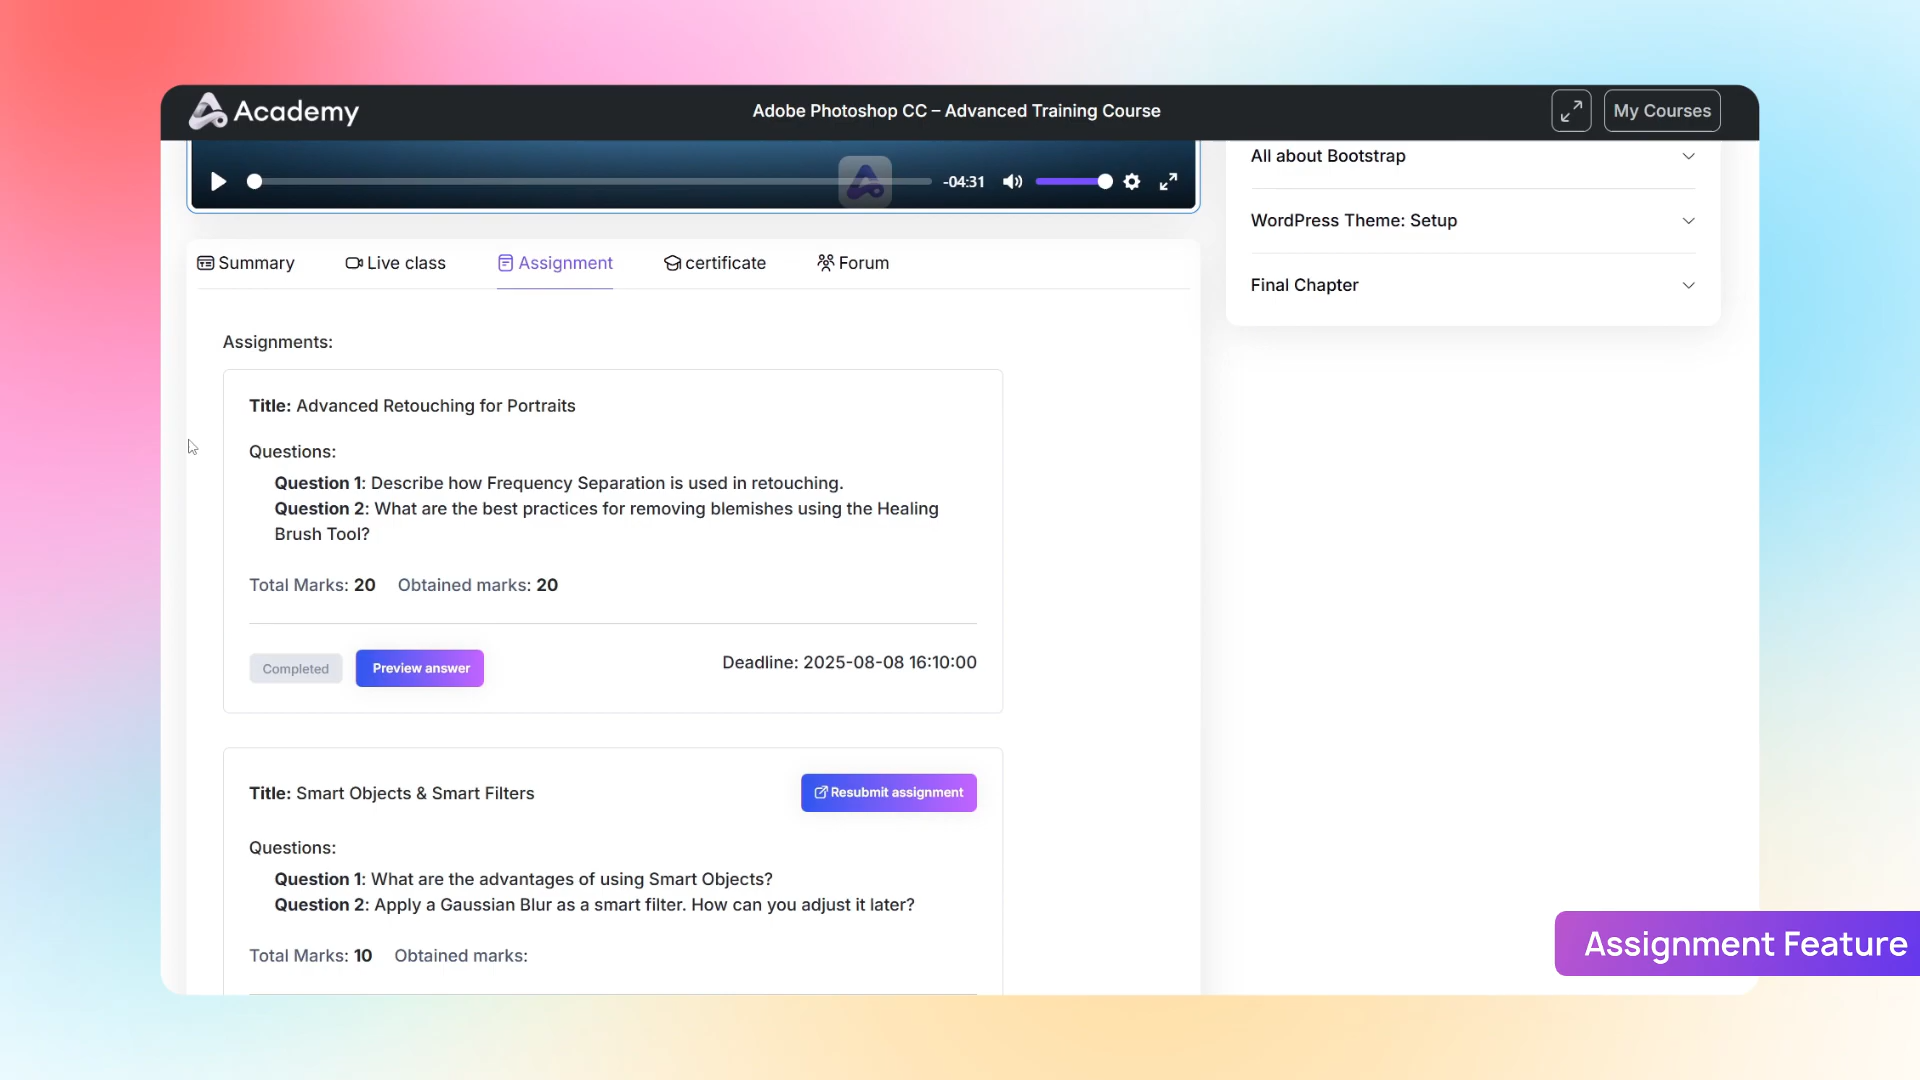 Academy
Adobe Photoshop CC – Advanced Training Course
My Courses
-04:31
All about Bootstrap
WordPress Theme: Setup
Final Chapter
Summary
Live class
Assignment
certificate
Forum
Assignments:
Title: Advanced Retouching for Portraits
Questions:
Question 1: Describe how Frequency Separation is used in retouching.
Question 2: What are the best practices for removing blemishes using the Healing
Brush Tool?
Total Marks: 20 Obtained marks: 20
Completed
Preview answer
Deadline: 2025-08-08 16:10:00
Title: Smart Objects & Smart Filters
Resubmit assignment
Questions:
Question 1: What are the advantages of using Smart Objects?
Question 2: Apply a Gaussian Blur as a smart filter. How can you adjust it later?
Total Marks: 10 Obtained marks:
Assignment Feature